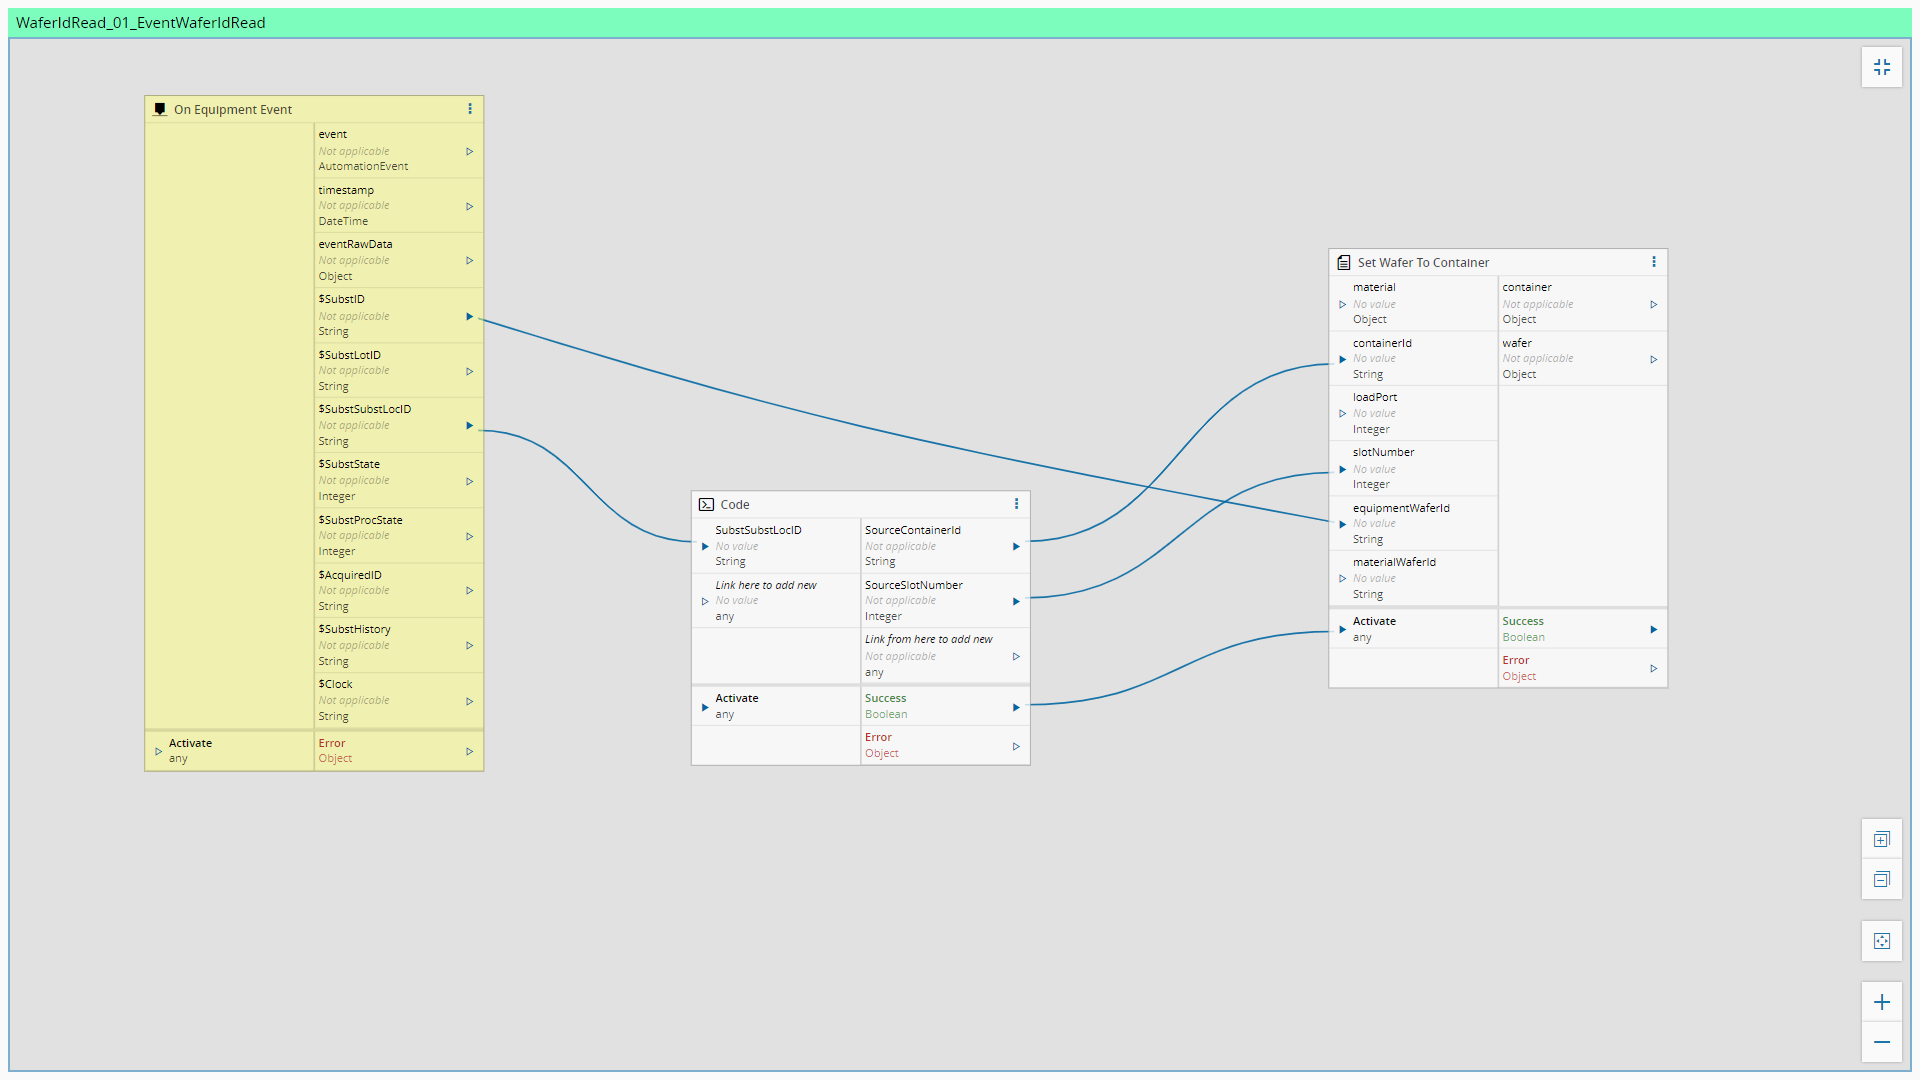 WaferIdRead_01_EventWaferIdRead
On Equipment Event
event
Not applicable
AutomationEvent
timestamp
Not applicable
DateTime
eventRawData
Not applicable
Object
$SubstID
Not applicable
String
$SubstLotID
Not applicable
String
$SubstSubstLocID
Not applicable
String
$SubstState
Not applicable
Integer
$SubstProcState
Not applicable
Integer
$AcquiredID
Not applicable
String
$SubstHistory
Not applicable
String
$Clock
Not applicable
String
Activate
any
Error
Object
Code
SubstSubstLocID
No value
String
Link here to add new
No value
any
SourceContainerId
Not applicable
String
SourceSlotNumber
Not applicable
Integer
Link from here to add new
Not applicable
any
Activate
any
Success
Boolean
Error
Object
Set Wafer To Container
material
No value
Object
containerId
No value
String
loadPort
No value
Integer
slotNumber
No value
Integer
equipmentWaferId
No value
String
materialWaferId
No value
String
container
Not applicable
Object
wafer
Not applicable
Object
Activate
any
Success
Boolean
Error
Object